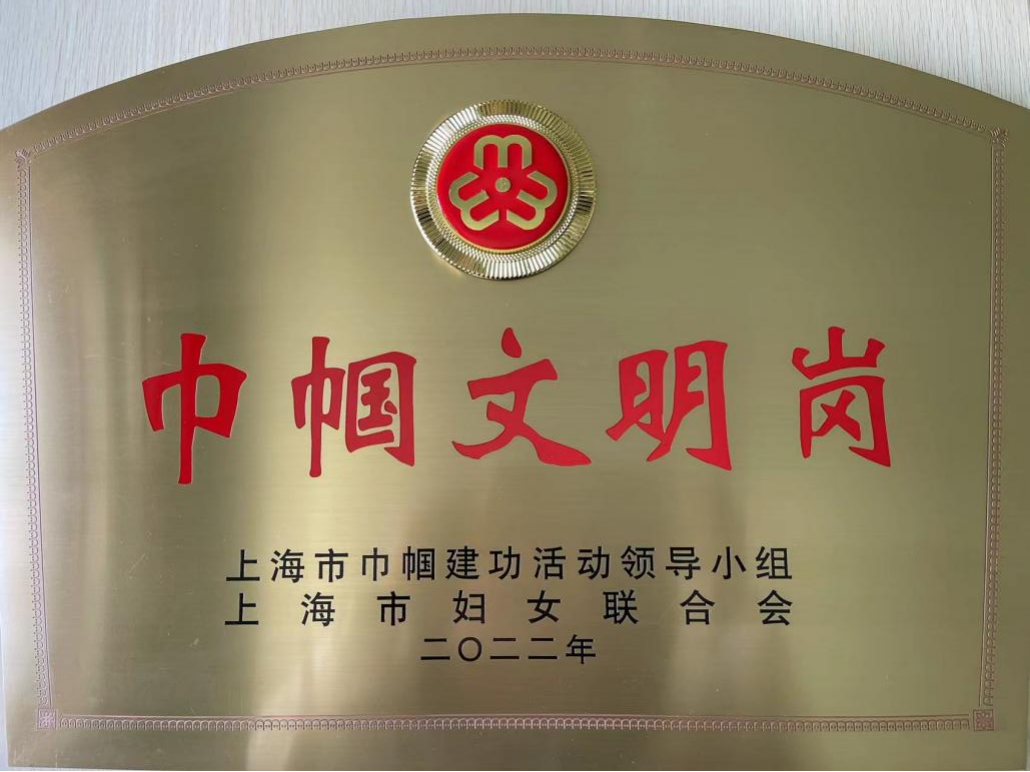 巾帼文明岗
上海市巾帼建功活动领导小组
上海市妇女联合会
二〇二二年